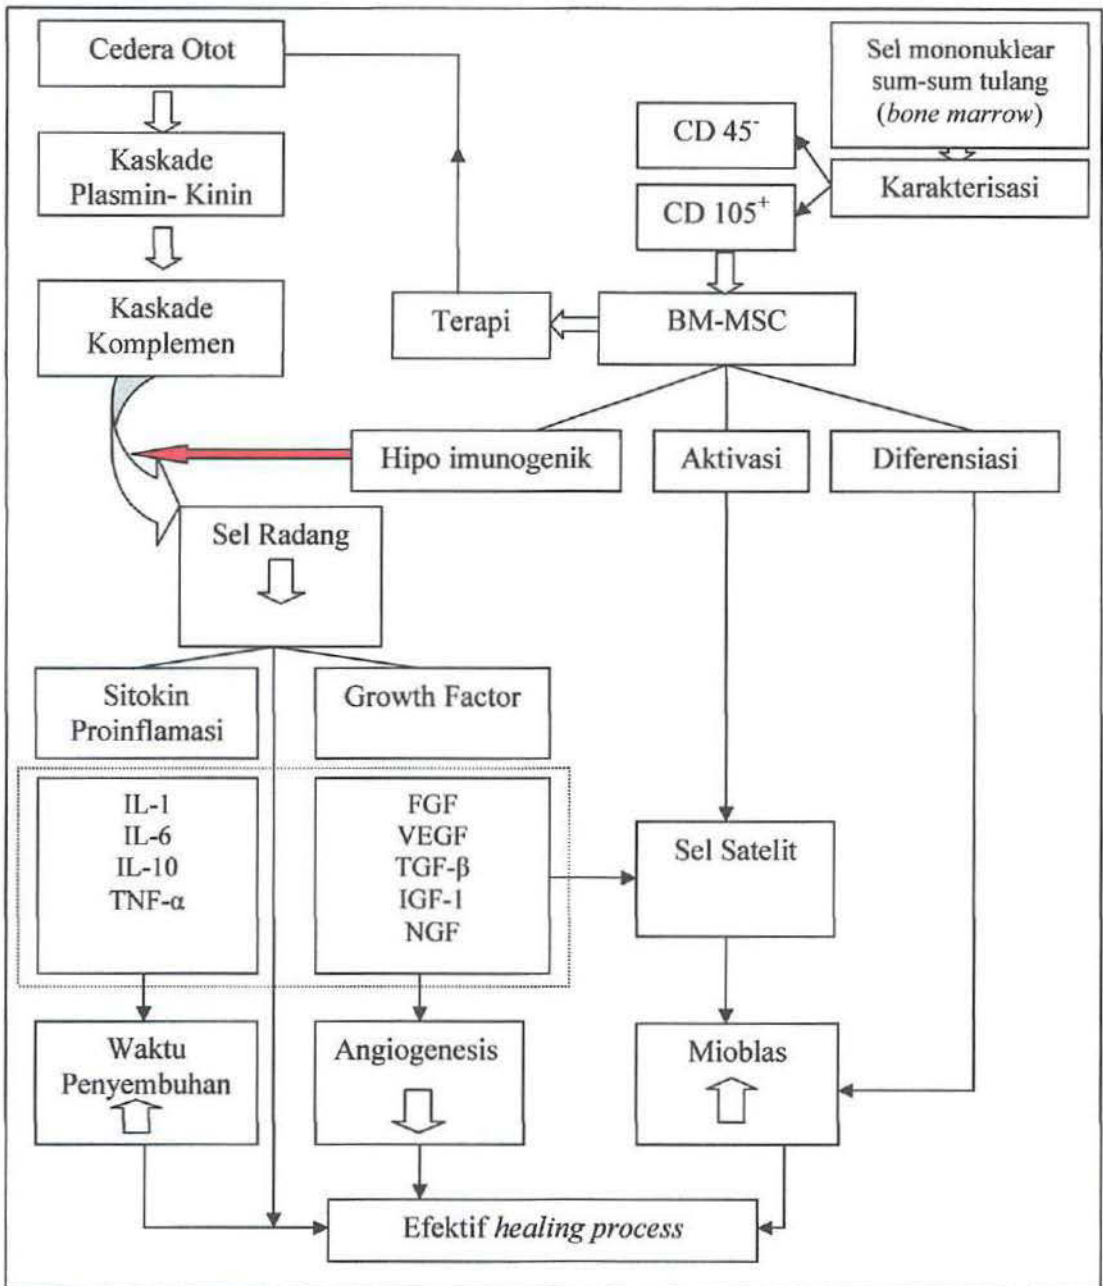 Cedera Otot
Sel mononuklear
sum-sum tulang
(bone marrow)
CD 45⁻
Kaskade
Plasmin- Kinin
Karakterisasi
CD 105⁺
Kaskade
Komplemen
Terapi
BM-MSC
Hipo imunogenik
Aktivasi
Diferensiasi
Sel Radang
Sitokin
Proinflamasi
Growth Factor
IL-1
IL-6
IL-10
TNF-α
FGF
VEGF
TGF-β
IGF-1
NGF
Sel Satelit
Waktu
Penyembuhan
Angiogenesis
Mioblas
Efektif healing process